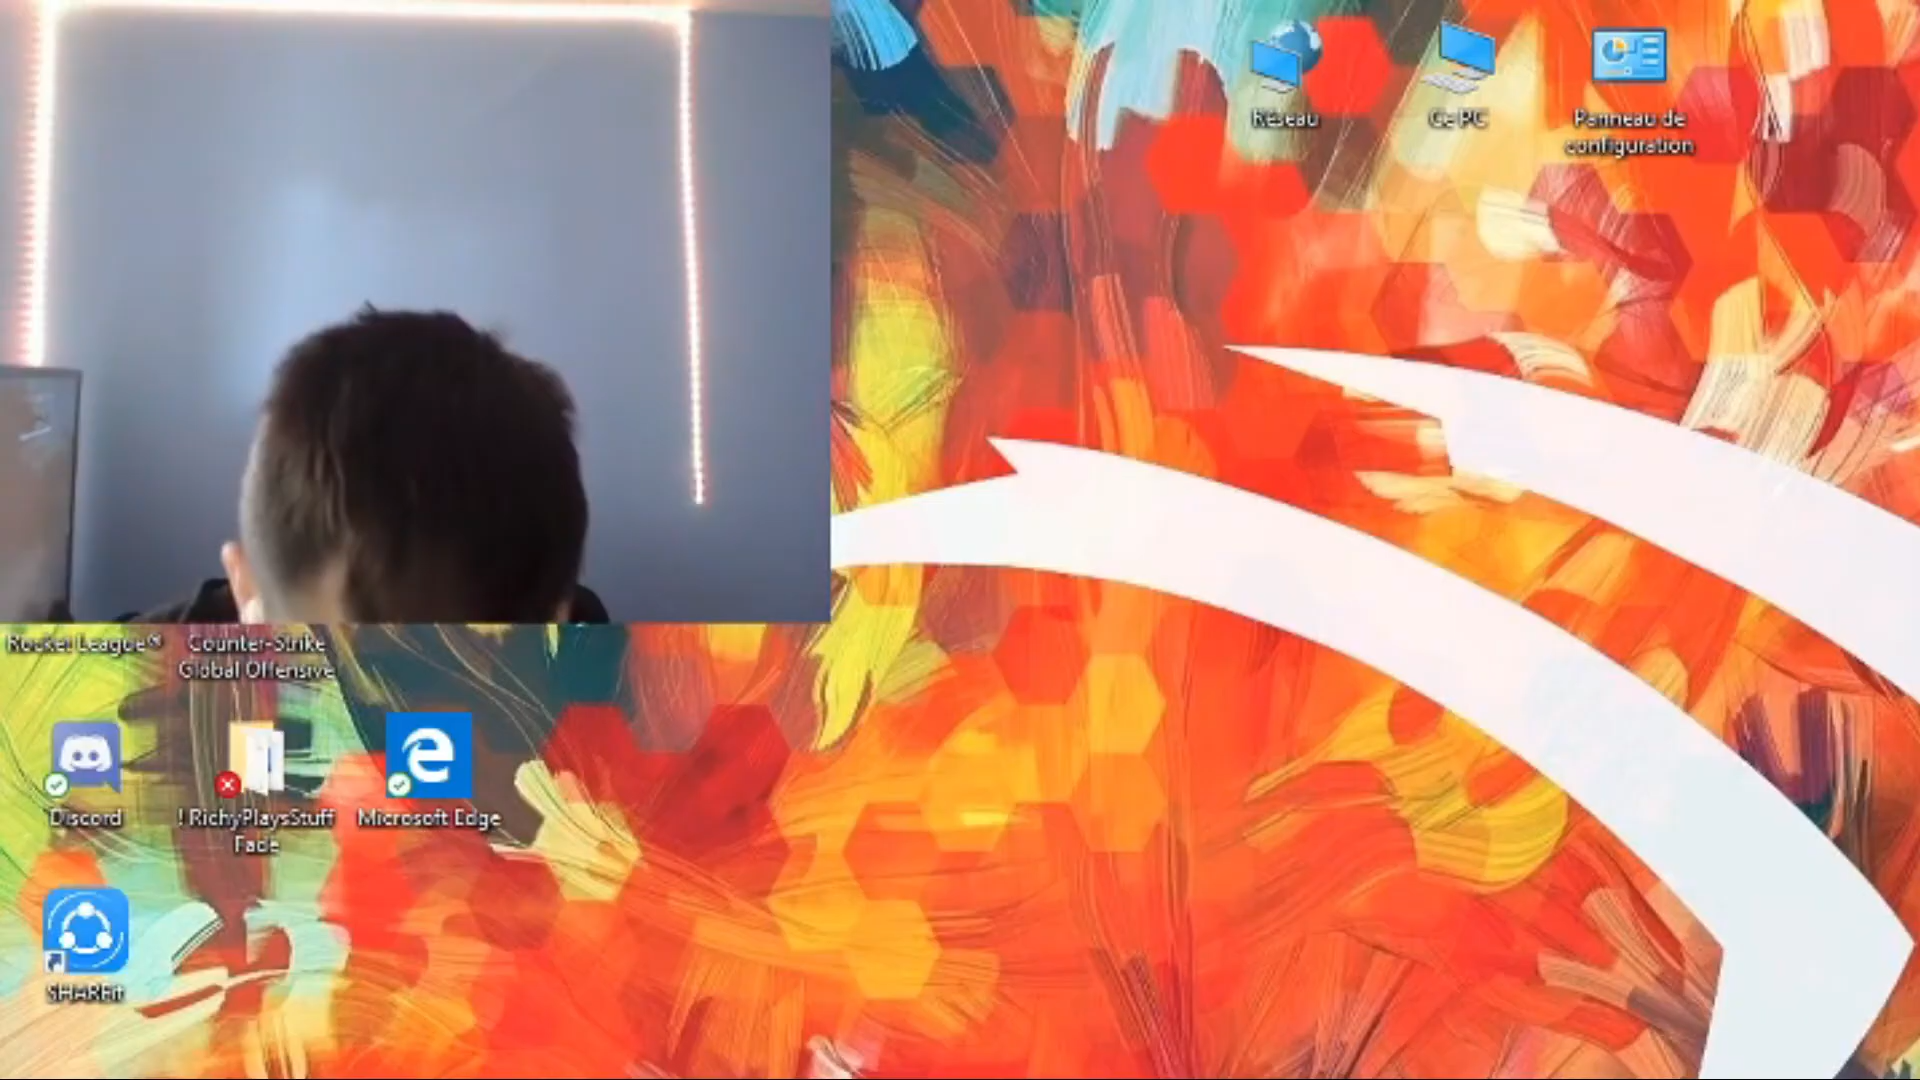 Réseau
Ce PC
Panneau de
configuration
Rocket League®
Counter-Strike
Global Offensive
Discord
! RichyPlaysStuff
Fade
Microsoft Edge
SHAREit